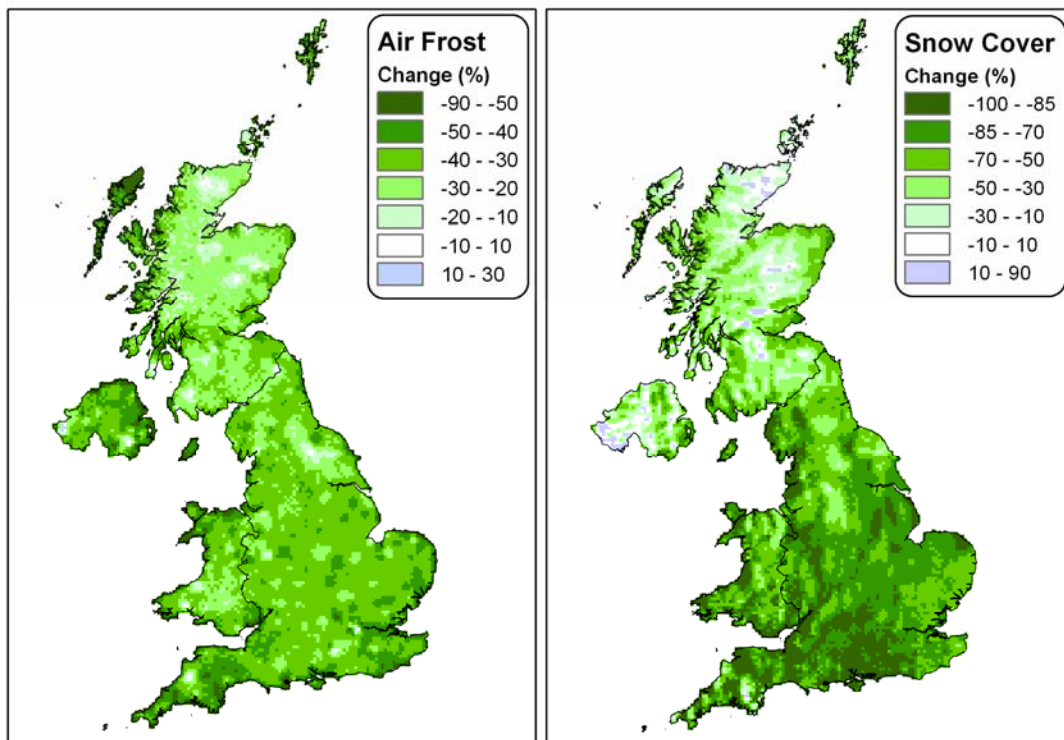 Air Frost
Change (%)
-90 - -50
-50 - -40
-40 - -30
-30 - -20
-20 - -10
-10 - 10
10 - 30
Snow Cover
Change (%)
-100 - -85
-85 - -70
-70 - -50
-50 - -30
-30 - -10
-10 - 10
10 - 90